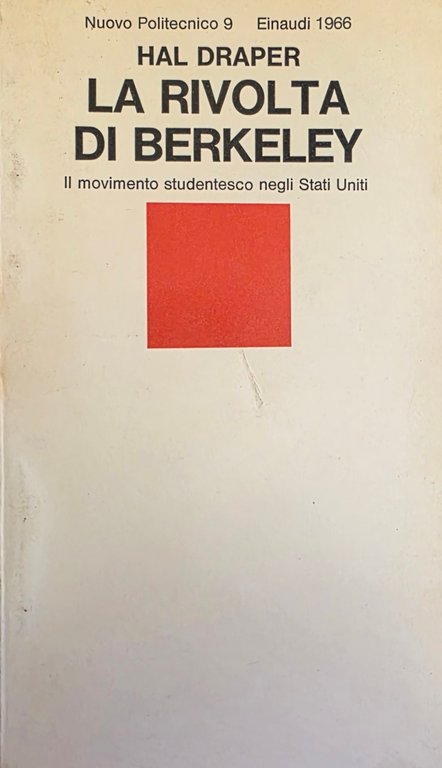 Nuovo Politecnico 9 Einaudi 1966
HAL DRAPER
LA RIVOLTA
DI BERKELEY
Il movimento studentesco negli Stati Uniti